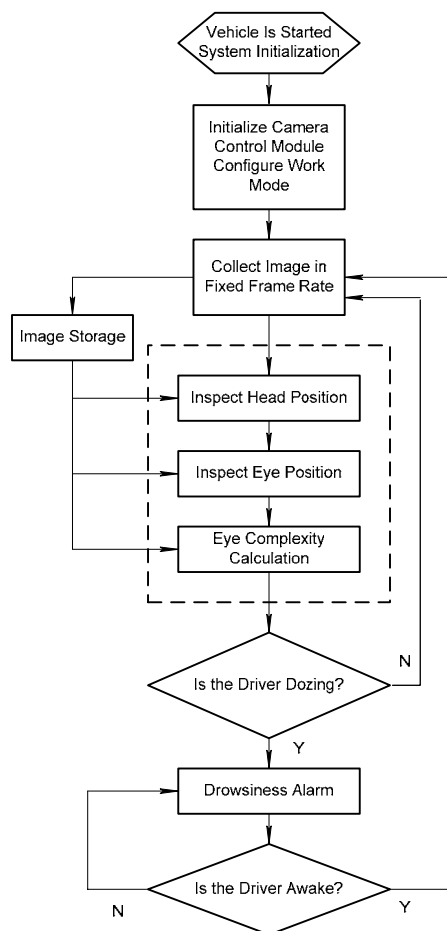 Vehicle Is Started
System Initialization
Initialize Camera
Control Module
Configure Work
Mode
Collect Image in
Fixed Frame Rate
Image Storage
Inspect Head Position
Inspect Eye Position
Eye Complexity
Calculation
N
Is the Driver Dozing?
Y
Drowsiness Alarm
Is the Driver Awake?
N
Y